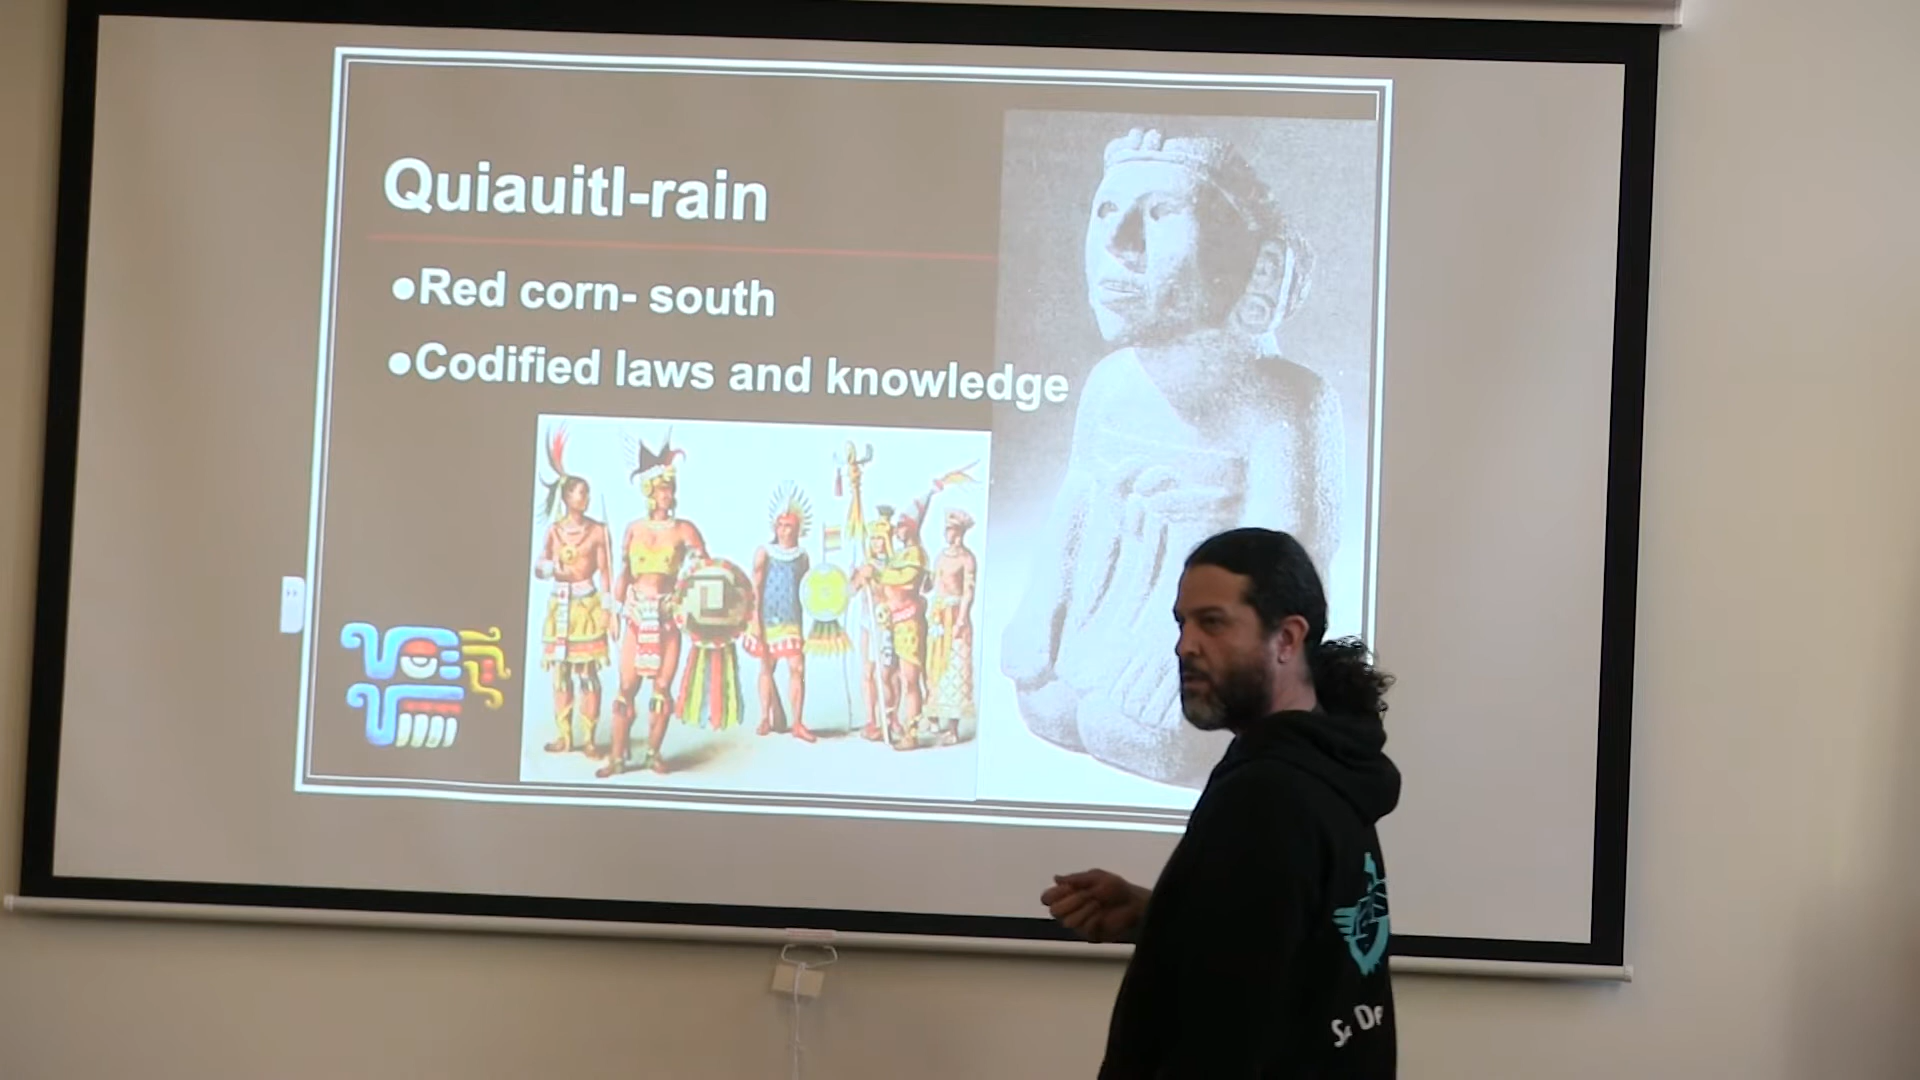 Quiauitl-rain
●Red corn- south
●Codified laws and knowledge